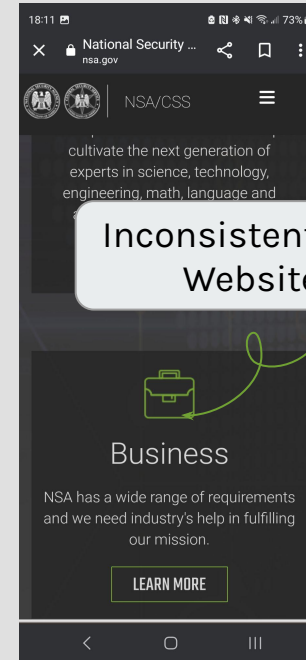 18:11 73%
National Security ...
nsa.gov
NSA/CSS
cultivate the next generation of
experts in science, technology,
engineering, math, language and
Inconsistent
Website
Business
NSA has a wide range of requirements
and we need industry's help in fulfilling
our mission.
LEARN MORE